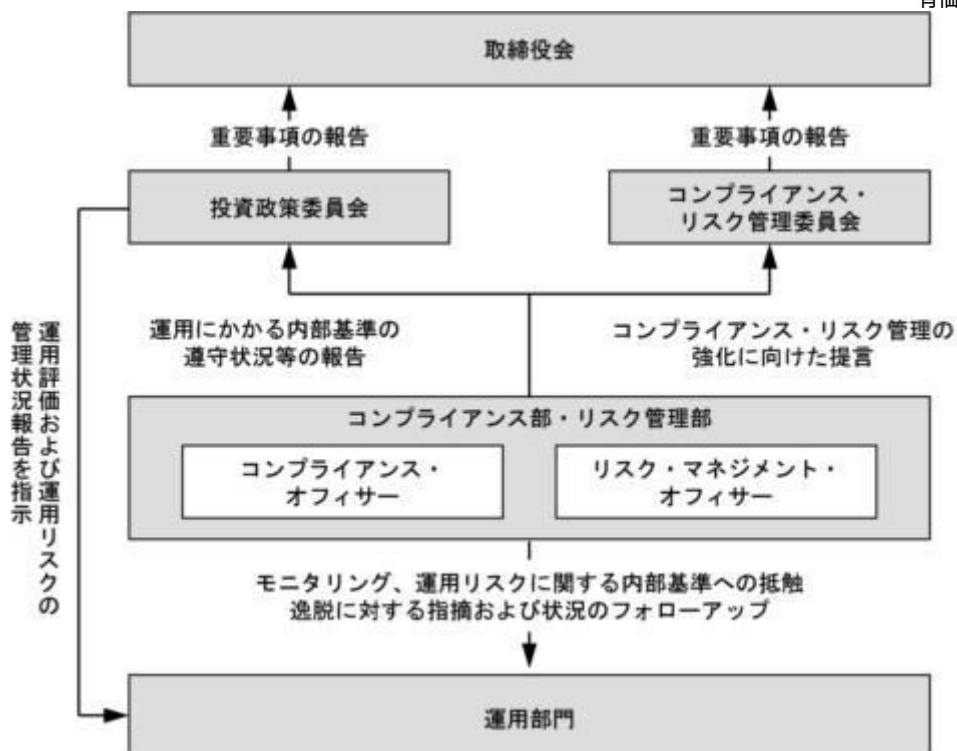 有価
取締役会
重要事項の報告
重要事項の報告
投資政策委員会
コンプライアンス・
リスク管理委員会
運用にかかる内部基準の
遵守状況等の報告
コンプライアンス・リスク管理の
強化に向けた提言
運用評価および運用リスクの
管理状況報告を指示
コンプライアンス部・リスク管理部
コンプライアンス・
オフィサー
リスク・マネジメント・
オフィサー
モニタリング、運用リスクに関する内部基準への抵触
逸脱に対する指摘および状況のフォローアップ
運用部門